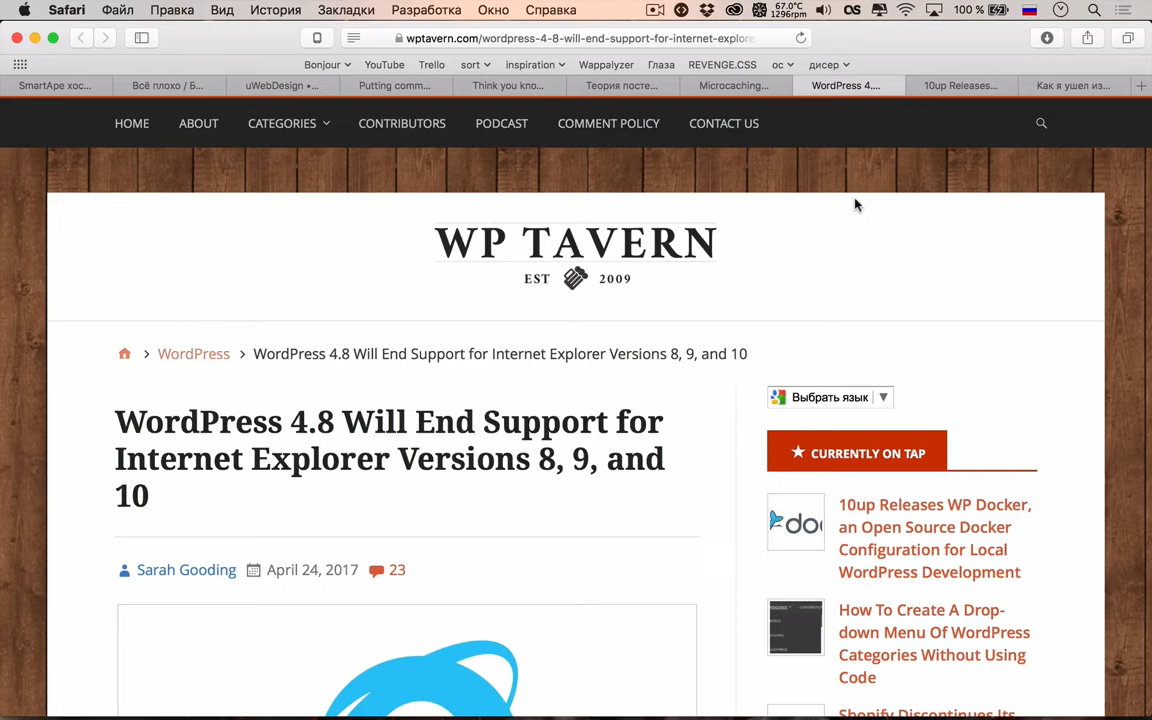 Safari Файл Правка Вид История Закладки Разработка Окно Справка 67.0°C 1296rpm 100 %
wptavern.com/wordpress-4-8-will-end-support-for-internet-explore
Bonjour YouTube Trello sort inspiration Wappalyzer Глаза REVENGE.CSS ос дисер
SmartApe хос... Всё плохо / Б... uWebDesign •... Putting comm... Think you kno... Теория посте... Microcaching... WordPress 4.... 10up Releases... Как я ушел из...
HOME ABOUT CATEGORIES CONTRIBUTORS PODCAST COMMENT POLICY CONTACT US
WP TAVERN
EST 2009
WordPress WordPress 4.8 Will End Support for Internet Explorer Versions 8, 9, and 10
WordPress 4.8 Will End Support for
Internet Explorer Versions 8, 9, and
10
Sarah Gooding April 24, 2017 23
Выбрать язык
CURRENTLY ON TAP
10up Releases WP Docker,
an Open Source Docker
Configuration for Local
WordPress Development
How To Create A Drop-
down Menu Of WordPress
Categories Without Using
Code
Shopify Discontinues Its